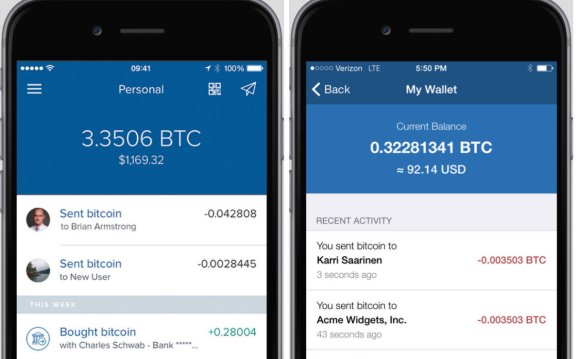 09:41
100%
Personal
3.3506 BTC
$1,169.32
Sent bitcoin
-0.042808
to Brian Armstrong
Sent bitcoin
-0.0028445
to New User
THIS WEEK
Bought bitcoin
+0.28004
with Charles Schwab - Bank *****...
Verizon LTE
5:50 PM
Back
My Wallet
Current Balance
0.32281341 BTC
≈ 92.14 USD
RECENT ACTIVITY
You sent bitcoin to
Karri Saarinen
-0.003503 BTC
3 seconds ago
You sent bitcoin to
Acme Widgets, Inc.
-0.003503 BTC
43 seconds ago